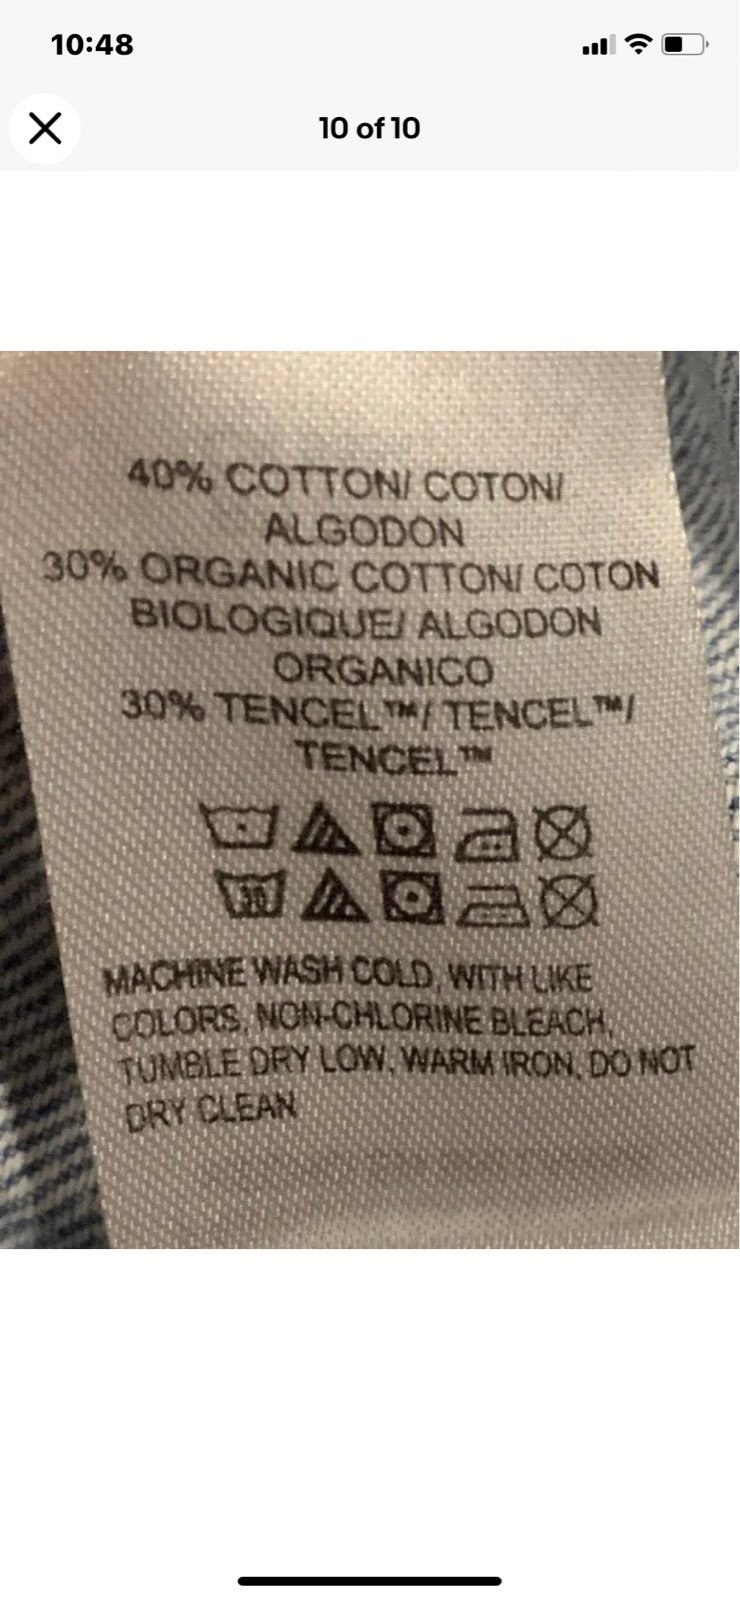 10:48
10 of 10
40% COTTON/ COTON/
ALGODON
30% ORGANIC COTTON/ COTON
BIOLOGIQUE/ ALGODON
ORGANICO
30% TENCEL™/ TENCEL™/
TENCEL™
30
MACHINE WASH COLD, WITH LIKE
COLORS, NON-CHLORINE BLEACH,
TUMBLE DRY LOW, WARM IRON, DO NOT
DRY CLEAN